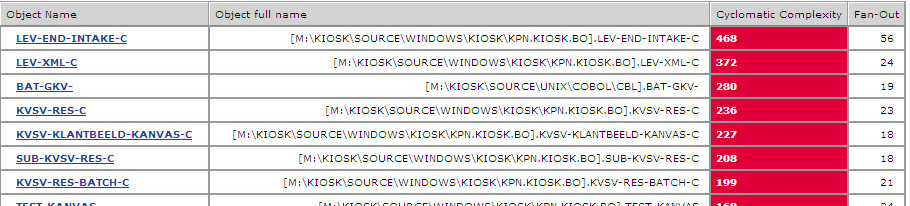 Object Name Object full name Cyclomatic Complexity Fan-Out
LEV-END-INTAKE-C [M:\KIOSK\SOURCE\WINDOWS\KIOSK\KPN.KIOSK.BO].LEV-END-INTAKE-C 468 56
LEV-XML-C [M:\KIOSK\SOURCE\WINDOWS\KIOSK\KPN.KIOSK.BO].LEV-XML-C 372 24
BAT-GKV- [M:\KIOSK\SOURCE\UNIX\COBOL\CBL].BAT-GKV- 280 19
KVSV-RES-C [M:\KIOSK\SOURCE\WINDOWS\KIOSK\KPN.KIOSK.BO].KVSV-RES-C 236 23
KVSV-KLANTBEELD-KANVAS-C [M:\KIOSK\SOURCE\WINDOWS\KIOSK\KPN.KIOSK.BO].KVSV-KLANTBEELD-KANVAS-C 227 18
SUB-KVSV-RES-C [M:\KIOSK\SOURCE\WINDOWS\KIOSK\KPN.KIOSK.BO].SUB-KVSV-RES-C 208 18
KVSV-RES-BATCH-C [M:\KIOSK\SOURCE\WINDOWS\KIOSK\KPN.KIOSK.BO].KVSV-RES-BATCH-C 199 21
TEST-KANVAS [M:\KIOSK\SOURCE\WINDOWS\KIOSK\KPN.KIOSK.BO].TEST-KANVAS